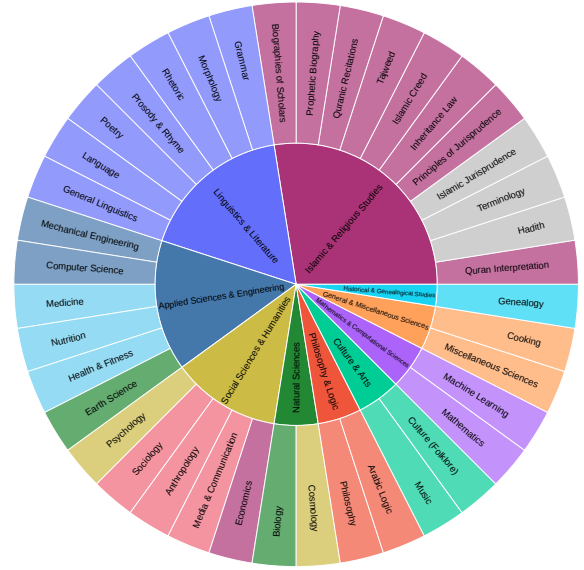 Biographies of Scholars
Prophetic Biography
Quranic Recitations
Tajweed
Islamic Creed
Inheritance Law
Principles of Jurisprudence
Islamic Jurisprudence
Terminology
Hadith
Quran Interpretation
Genealogy
Cooking
Miscellaneous Sciences
Machine Learning
Mathematics
Culture (Folklore)
Music
Arabic Logic
Philosophy
Cosmology
Biology
Economics
Media & Communication
Anthropology
Sociology
Psychology
Earth Science
Health & Fitness
Nutrition
Medicine
Computer Science
Mechanical Engineering
General Linguistics
Language
Poetry
Prosody & Rhyme
Rhetoric
Morphology
Grammar
Islamic & Religious Studies
Historical & Genealogical Studies
General & Miscellaneous Sciences
Mathematics & Computational Sciences
Culture & Arts
Philosophy & Logic
Natural Sciences
Social Sciences & Humanities
Applied Sciences & Engineering
Linguistics & Literature